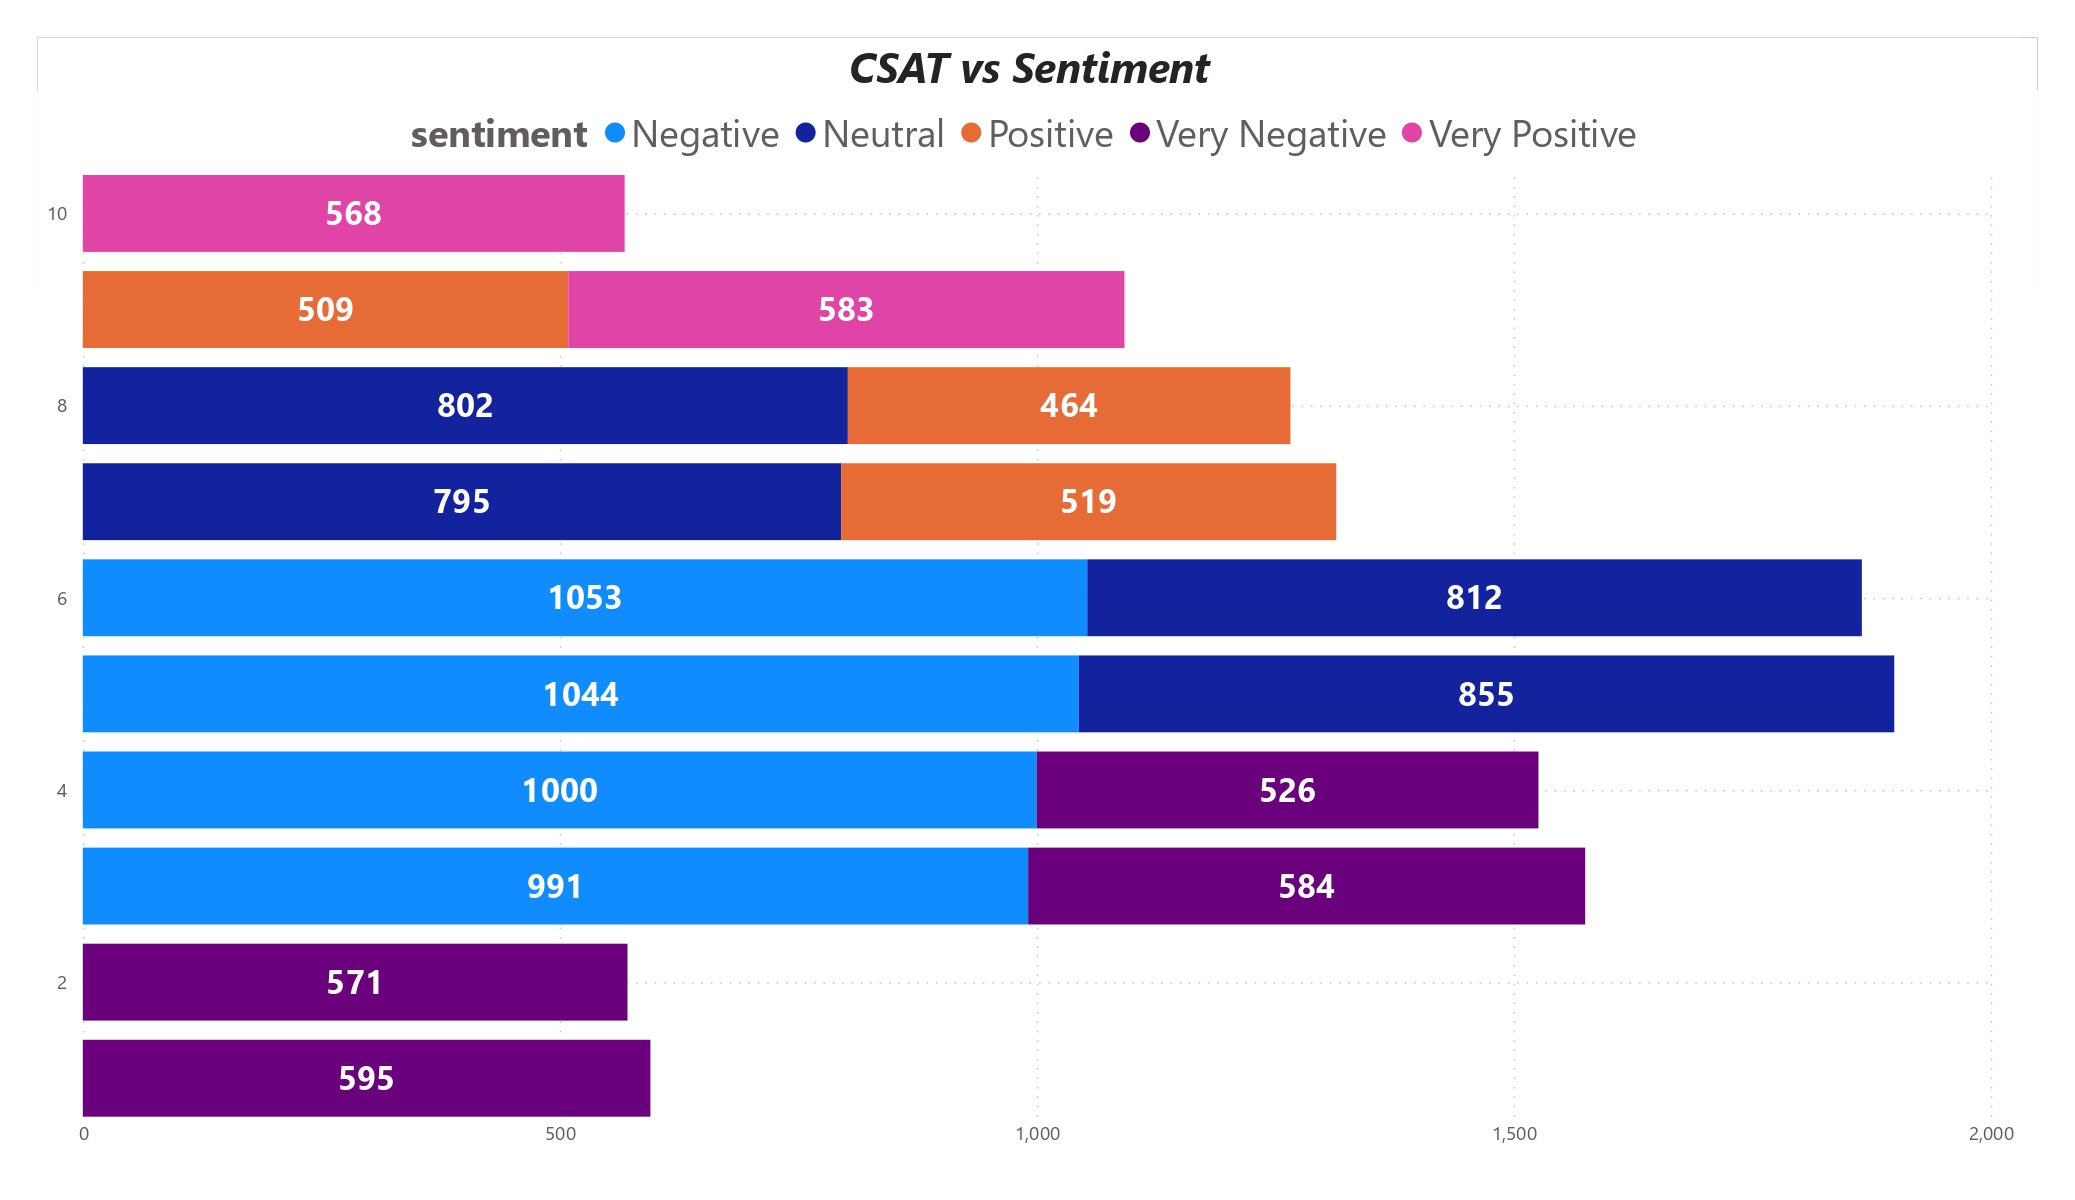 CSAT vs Sentiment
sentiment Negative Neutral Positive Very Negative Very Positive
10 568
509 583
8 802 464
795 519
6 1053 812
1044 855
4 1000 526
991 584
2 571
595
0 500 1,000 1,500 2,000